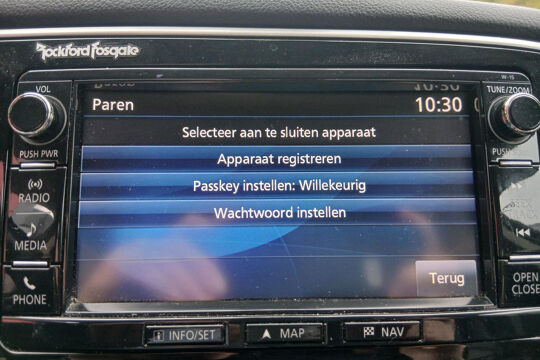 Rockford Fosgate
W-15
VOL
TUNE/ZOOM
Paren
10:30
Selecteer aan te sluiten apparaat
Apparaat registreren
Passkey instellen: Willekeurig
Wachtwoord instellen
Terug
PUSH PWR
PUSH
RADIO
MEDIA
PHONE
OPEN
CLOSE
INFO/SET
MAP
NAV